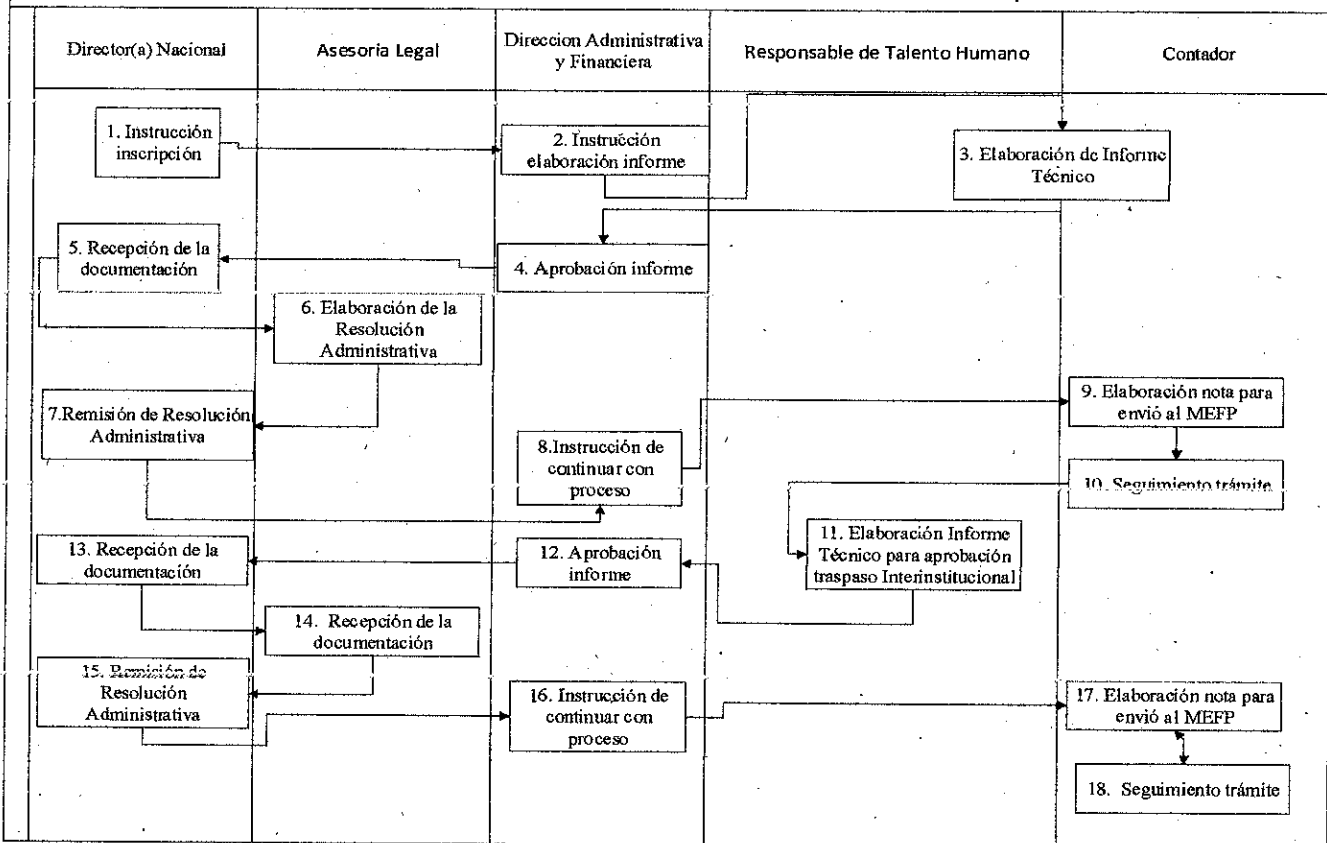 Director(a) Nacional
Asesoría Legal
Direccion Administrativa
y Financiera
Responsable de Talento Humano
Contador
1. Instrucción
inscripción
2. Instrucción
elaboración informe
3. Elaboración de Informe
Técnico
5. Recepción de la
documentación
4. Aprobación informe
6. Elaboración de la
Resolución
Administrativa
7.Remisión de Resolución
Administrativa
8.Instrucción de
continuar con
proceso
9. Elaboración nota para
envió al MEFP
10. Seguimiento trámite
11. Elaboración Informe
Técnico para aprobación
traspaso Interinstitucional
12. Aprobación
informe
13. Recepción de la
documentación
14. Recepción de la
documentación
15. Remisión de
Resolución
Administrativa
16. Instrucción de
continuar con
proceso
17. Elaboración nota para
envió al MEFP
18. Seguimiento trámite